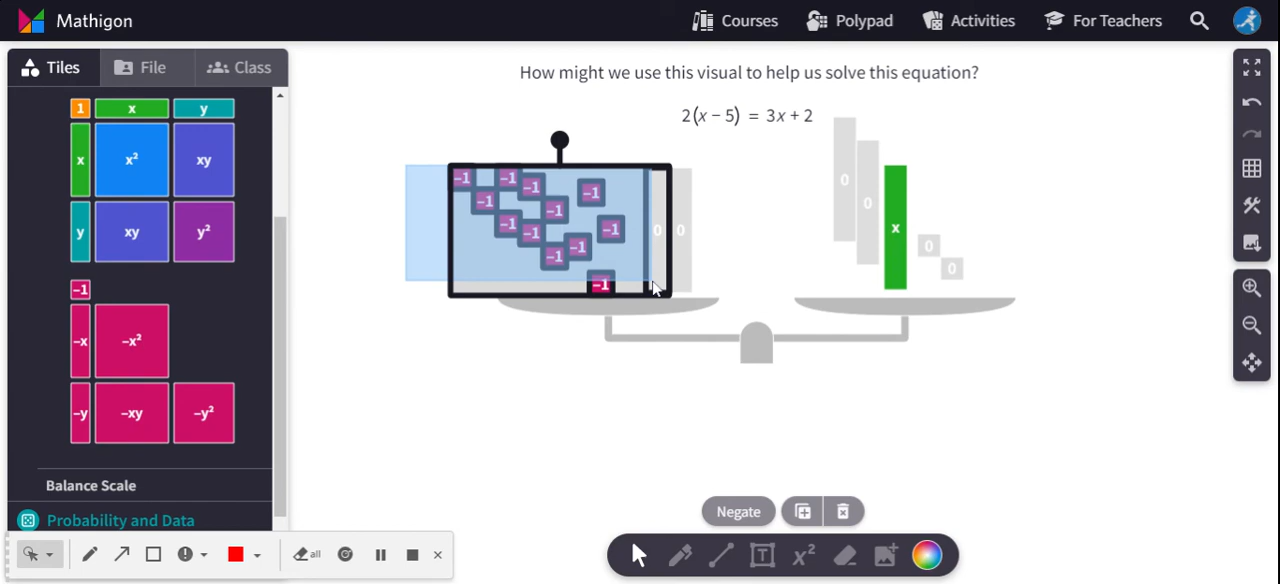 Mathigon
Courses
Polypad
Activities
For Teachers
Tiles
File
Class
How might we use this visual to help us solve this equation?
2(x − 5) = 3x + 2
1 x y
x x² xy
y xy y²
−1
−x −x²
−y −xy −y²
Balance Scale
Probability and Data
−1 −1 −1 −1
−1 −1
−1 −1 −1
−1 −1
−1
0 0
0 0 x 0 0
Negate
T x²
all